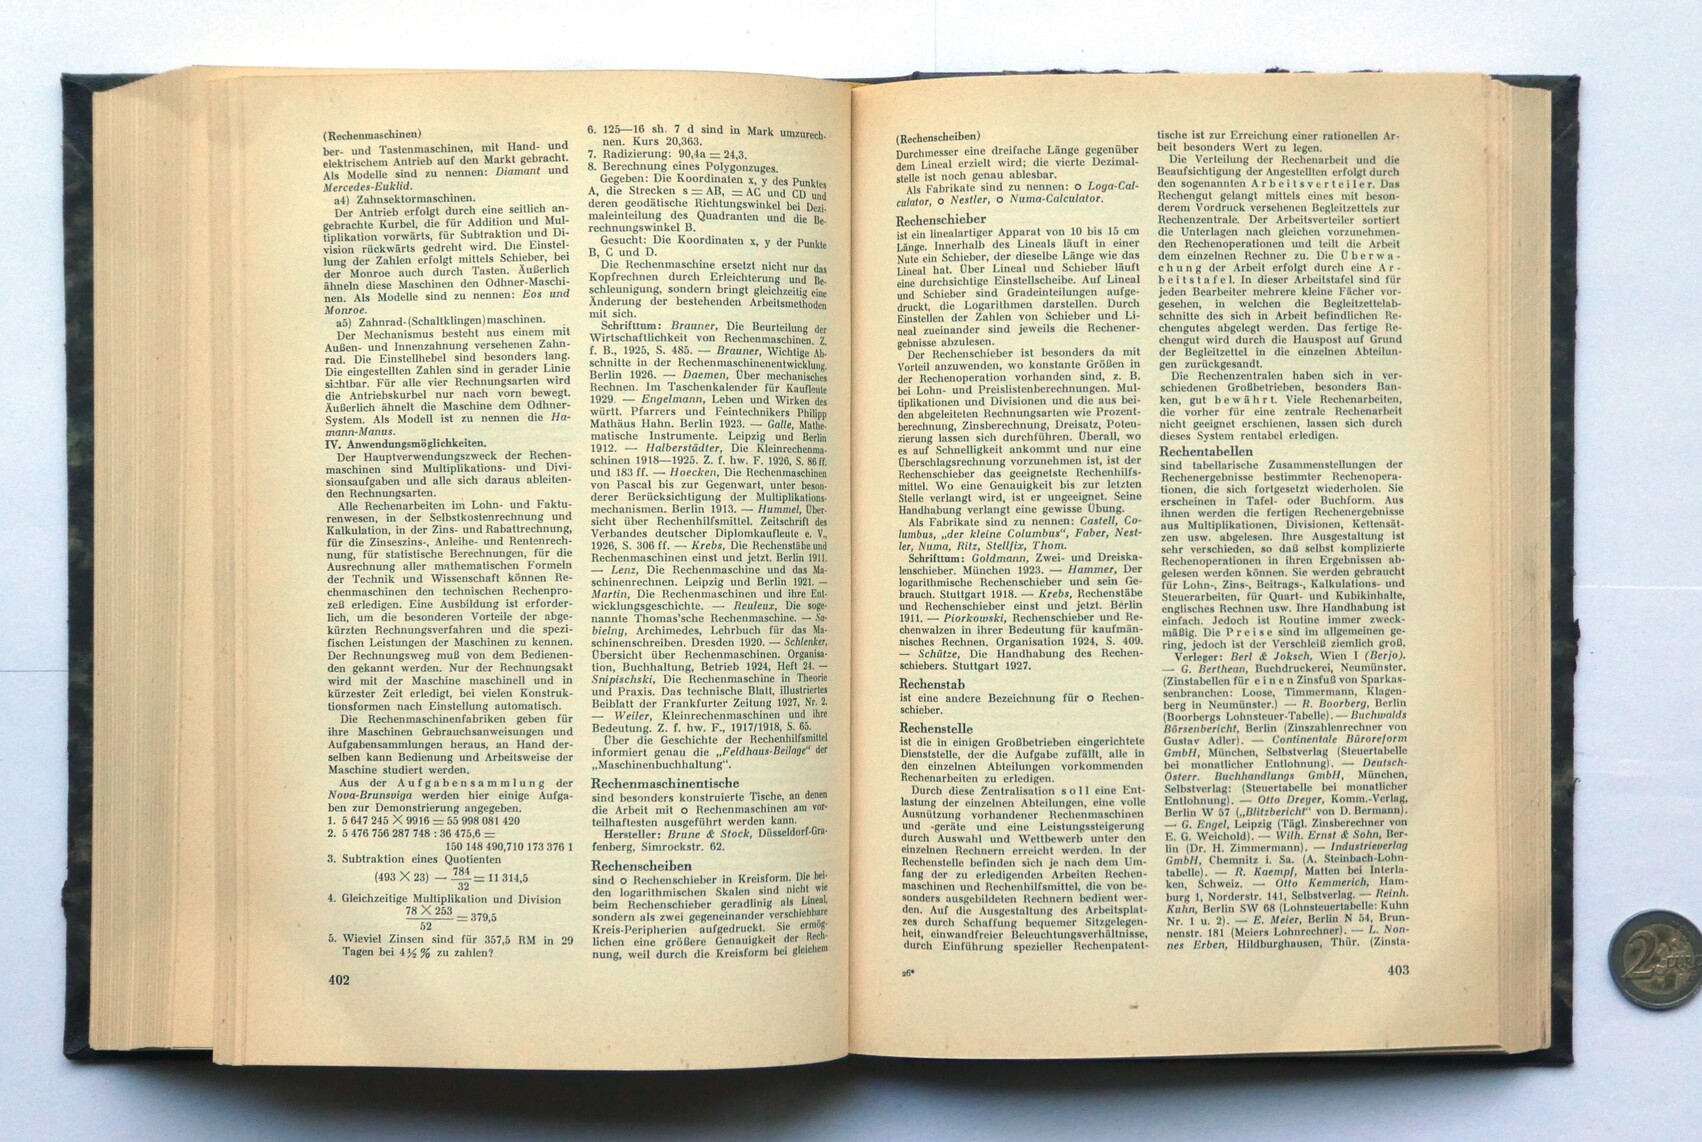 (Rechenmaschinen)
ber- und Tastenmaschinen, mit Hand- und
elektrischem Antrieb auf den Markt gebracht.
Als Modelle sind zu nennen: Diamant und
Mercedes-Euklid.
a4) Zahnsektormaschinen.
Der Antrieb erfolgt durch eine seitlich an-
gebrachte Kurbel, die für Addition und Mul-
tiplikation vorwärts, für Subtraktion und Di-
vision rückwärts gedreht wird. Die Einstel-
lung der Zahlen erfolgt mittels Schieber, bei
der Monroe auch durch Tasten. Äußerlich
ähneln diese Maschinen den Odhner-Maschi-
nen. Als Modelle sind zu nennen: Eos und
Monroe.
a5) Zahnrad-(Schaltklingen)maschinen.
Der Mechanismus besteht aus einem mit
Außen- und Innenzahnung versehenen Zahn-
rad. Die Einstellhebel sind besonders lang.
Die eingestellten Zahlen sind in gerader Linie
sichtbar. Für alle vier Rechnungsarten wird
die Antriebskurbel nur nach vorn bewegt.
Äußerlich ähnelt die Maschine dem Odhner-
System. Als Modell ist zu nennen die Ha-
mann-Manus.
IV. Anwendungsmöglichkeiten.
Der Hauptverwendungszweck der Rechen-
maschinen sind Multiplikations- und Divi-
sionsaufgaben und alle sich daraus ableiten-
den Rechnungsarten.
Alle Rechenarbeiten im Lohn- und Faktu-
renwesen, in der Selbstkostenrechnung und
Kalkulation, in der Zins- und Rabattrechnung,
für die Zinseszins-, Anleihe- und Rentenrech-
nung, für statistische Berechnungen, für die
Ausrechnung aller mathematischen Formeln
der Technik und Wissenschaft können Re-
chenmaschinen den technischen Rechenpro-
zeß erledigen. Eine Ausbildung ist erforder-
lich, um die besonderen Vorteile der abge-
kürzten Rechnungsverfahren und die spezi-
fischen Leistungen der Maschinen zu kennen.
Der Rechnungsweg muß von dem Bedienen-
den gekannt werden. Nur der Rechnungsakt
wird mit der Maschine maschinell und in
kürzester Zeit erledigt, bei vielen Konstruk-
tionsformen nach Einstellung automatisch.
Die Rechenmaschinenfabriken geben für
ihre Maschinen Gebrauchsanweisungen und
Aufgabensammlungen heraus, an Hand der-
selben kann Bedienung und Arbeitsweise der
Maschine studiert werden.
Aus der Aufgabensammlung der
Nova-Brunsviga werden hier einige Aufga-
ben zur Demonstrierung angegeben.
1. 5 647 245 × 9916 = 55 998 081 420
2. 5 476 756 287 748 : 36 475,6 =
150 148 490,710 173 376 1
3. Subtraktion eines Quotienten
(493 × 23) — 784/32 = 11 314,5
4. Gleichzeitige Multiplikation und Division
78 × 253/52 = 379,5
5. Wieviel Zinsen sind für 357,5 RM in 29
Tagen bei 4½ % zu zahlen?
402
6. 125—16 sh. 7 d sind in Mark umzurech-
nen. Kurs 20,363.
7. Radizierung: 90,4a = 24,3.
8. Berechnung eines Polygonzuges.
Gegeben: Die Koordinaten x, y des Punktes
A, die Strecken s = AB, = AC und CD und
deren geodätische Richtungswinkel bei Dezi-
maleinteilung des Quadranten und die Be-
rechnungswinkel B.
Gesucht: Die Koordinaten x, y der Punkte
B, C und D.
Die Rechenmaschine ersetzt nicht nur das
Kopfrechnen durch Erleichterung und Be-
schleunigung, sondern bringt gleichzeitig eine
Änderung der bestehenden Arbeitsmethoden
mit sich.
Schrifttum: Brauner, Die Beurteilung der
Wirtschaftlichkeit von Rechenmaschinen. Z.
f. B., 1925, S. 485. — Brauner, Wichtige Ab-
schnitte in der Rechenmaschinenentwicklung.
Berlin 1926. — Daemen, Über mechanisches
Rechnen. Im Taschenkalender für Kaufleute
1929. — Engelmann, Leben und Wirken des
württ. Pfarrers und Feintechnikers Philipp
Mathäus Hahn. Berlin 1923. — Galle, Mathe-
matische Instrumente. Leipzig und Berlin
1912. — Halberstädter, Die Kleinrechenma-
schinen 1918—1925. Z. f. hw. F. 1926, S. 86 ff.
und 183 ff. — Hoecken, Die Rechenmaschinen
von Pascal bis zur Gegenwart, unter beson-
derer Berücksichtigung der Multiplikations-
mechanismen. Berlin 1913. — Hummel, Über-
sicht über Rechenhilfsmittel. Zeitschrift des
Verbandes deutscher Diplomkaufleute e. V.,
1926, S. 306 ff. — Krebs, Die Rechenstäbe und
Rechenmaschinen einst und jetzt. Berlin 1911.
— Lenz, Die Rechenmaschine und das Ma-
schinenrechnen. Leipzig und Berlin 1921. —
Martin, Die Rechenmaschinen und ihre Ent-
wicklungsgeschichte. — Reuleux, Die soge-
nannte Thomas'sche Rechenmaschine. — Sa-
bielny, Archimedes, Lehrbuch für das Ma-
schinenschreiben. Dresden 1920. — Schlenker,
Übersicht über Rechenmaschinen. Organisa-
tion, Buchhaltung, Betrieb 1924, Heft 24. —
Snipischski, Die Rechenmaschine in Theorie
und Praxis. Das technische Blatt, illustriertes
Beiblatt der Frankfurter Zeitung 1927, Nr. 2.
— Weiler, Kleinrechenmaschinen und ihre
Bedeutung. Z. f. hw. F., 1917/1918, S. 65.
Über die Geschichte der Rechenhilfsmittel
informiert genau die „Feldhaus-Beilage“ der
„Maschinenbuchhaltung“.
Rechenmaschinentische
sind besonders konstruierte Tische, an denen
die Arbeit mit o Rechenmaschinen am vor-
teilhaftesten ausgeführt werden kann.
Hersteller: Brune & Stock, Düsseldorf-Gra-
fenberg, Simrockstr. 62.
Rechenscheiben
sind o Rechenschieber in Kreisform. Die bei-
den logarithmischen Skalen sind nicht wie
beim Rechenschieber geradlinig als Lineal,
sondern als zwei gegeneinander verschiebbare
Kreis-Peripherien aufgedruckt. Sie ermög-
lichen eine größere Genauigkeit der Rech-
nung, weil durch die Kreisform bei gleichem
(Rechenscheiben)
Durchmesser eine dreifache Länge gegenüber
dem Lineal erzielt wird; die vierte Dezimal-
stelle ist noch genau ablesbar.
Als Fabrikate sind zu nennen: o Loga-Cal-
culator, o Nestler, o Numa-Calculator.
Rechenschieber
ist ein linealartiger Apparat von 10 bis 15 cm
Länge. Innerhalb des Lineals läuft in einer
Nute ein Schieber, der dieselbe Länge wie das
Lineal hat. Über Lineal und Schieber läuft
eine durchsichtige Einstellscheibe. Auf Lineal
und Schieber sind Gradeinteilungen aufge-
druckt, die Logarithmen darstellen. Durch
Einstellen der Zahlen von Schieber und Li-
neal zueinander sind jeweils die Rechener-
gebnisse abzulesen.
Der Rechenschieber ist besonders da mit
Vorteil anzuwenden, wo konstante Größen in
der Rechenoperation vorhanden sind, z. B.
bei Lohn- und Preislistenberechnungen. Mul-
tiplikationen und Divisionen und die aus bei-
den abgeleiteten Rechnungsarten wie Prozent-
berechnung, Zinsberechnung, Dreisatz, Poten-
zierung lassen sich durchführen. Überall, wo
es auf Schnelligkeit ankommt und nur eine
Überschlagsrechnung vorzunehmen ist, ist der
Rechenschieber das geeignetste Rechenhilfs-
mittel. Wo eine Genauigkeit bis zur letzten
Stelle verlangt wird, ist er ungeeignet. Seine
Handhabung verlangt eine gewisse Übung.
Als Fabrikate sind zu nennen: Castell, Co-
lumbus, „der kleine Columbus“, Faber, Nest-
ler, Numa, Ritz, Stellfix, Thom.
Schrifttum: Goldmann, Zwei- und Dreiska-
lenschieber. München 1923. — Hammer, Der
logarithmische Rechenschieber und sein Ge-
brauch. Stuttgart 1918. — Krebs, Rechenstäbe
und Rechenschieber einst und jetzt. Berlin
1911. — Piorkowski, Rechenschieber und Re-
chenwalzen in ihrer Bedeutung für kaufmän-
nisches Rechnen. Organisation 1924, S. 409.
— Schütze, Die Handhabung des Rechen-
schiebers. Stuttgart 1927.
Rechenstab
ist eine andere Bezeichnung für o Rechen-
schieber.
Rechenstelle
ist die in einigen Großbetrieben eingerichtete
Dienststelle, der die Aufgabe zufällt, alle in
den einzelnen Abteilungen vorkommenden
Rechenarbeiten zu erledigen.
Durch diese Zentralisation soll eine Ent-
lastung der einzelnen Abteilungen, eine volle
Ausnützung vorhandener Rechenmaschinen
und -geräte und eine Leistungssteigerung
durch Auswahl und Wettbewerb unter den
einzelnen Rechnern erreicht werden. In der
Rechenstelle befinden sich je nach dem Um-
fang der zu erledigenden Arbeiten Rechen-
maschinen und Rechenhilfsmittel, die von be-
sonders ausgebildeten Rechnern bedient wer-
den. Auf die Ausgestaltung des Arbeitsplat-
zes durch Schaffung bequemer Sitzgelegen-
heit, einwandfreier Beleuchtungsverhältnisse,
durch Einführung spezieller Rechenpatent-
26*
tische ist zur Erreichung einer rationellen Ar-
beit besonders Wert zu legen.
Die Verteilung der Rechenarbeit und die
Beaufsichtigung der Angestellten erfolgt durch
den sogenannten Arbeitsverteiler. Das
Rechengut gelangt mittels eines mit beson-
derem Vordruck versehenen Begleitzettels zur
Rechenzentrale. Der Arbeitsverteiler sortiert
die Unterlagen nach gleichen vorzunehmen-
den Rechenoperationen und teilt die Arbeit
dem einzelnen Rechner zu. Die Überwa-
chung der Arbeit erfolgt durch eine Ar-
beitstafel. In dieser Arbeitstafel sind für
jeden Bearbeiter mehrere kleine Fächer vor-
gesehen, in welchen die Begleitzettelab-
schnitte des sich in Arbeit befindlichen Re-
chengutes abgelegt werden. Das fertige Re-
chengut wird durch die Hauspost auf Grund
der Begleitzettel in die einzelnen Abteilun-
gen zurückgesandt.
Die Rechenzentralen haben sich in ver-
schiedenen Großbetrieben, besonders Ban-
ken, gut bewährt. Viele Rechenarbeiten,
die vorher für eine zentrale Rechenarbeit
nicht geeignet erschienen, lassen sich durch
dieses System rentabel erledigen.
Rechentabellen
sind tabellarische Zusammenstellungen der
Rechenergebnisse bestimmter Rechenopera-
tionen, die sich fortgesetzt wiederholen. Sie
erscheinen in Tafel- oder Buchform. Aus
ihnen werden die fertigen Rechenergebnisse
aus Multiplikationen, Divisionen, Kettensät-
zen usw. abgelesen. Ihre Ausgestaltung ist
sehr verschieden, so daß selbst komplizierte
Rechenoperationen in ihren Ergebnissen ab-
gelesen werden können. Sie werden gebraucht
für Lohn-, Zins-, Beitrags-, Kalkulations- und
Steuerarbeiten, für Quart- und Kubikinhalte,
englisches Rechnen usw. Ihre Handhabung ist
einfach. Jedoch ist Routine immer zweck-
mäßig. Die Preise sind im allgemeinen ge-
ring, jedoch ist der Verschleiß ziemlich groß.
Verleger: Berl & Joksch, Wien I (Berjo).
— G. Berthean, Buchdruckerei, Neumünster.
(Zinstabellen für einen Zinsfuß von Sparkas-
senbranchen: Loose, Timmermann, Klagen-
berg in Neumünster.) — R. Boorberg, Berlin
(Boorbergs Lohnsteuer-Tabelle). — Buchwalds
Börsenbericht, Berlin (Zinszahlenrechner von
Gustav Adler). — Continentale Büroreform
GmbH, München, Selbstverlag (Steuertabelle
bei monatlicher Entlohnung). — Deutsch-
Österr. Buchhandlungs GmbH, München,
Selbstverlag: (Steuertabelle bei monatlicher
Entlohnung). — Otto Dreyer, Komm.-Verlag,
Berlin W 57 („Blitzbericht“ von D. Bermann).
— G. Engel, Leipzig (Tägl. Zinsberechner von
E. G. Weichold). — Wilh. Ernst & Sohn, Ber-
lin (Dr. H. Zimmermann). — Industrieverlag
GmbH, Chemnitz i. Sa. (A. Steinbach-Lohn-
tabelle). — R. Kaempf, Matten bei Interla-
ken, Schweiz. — Otto Kemmerich, Ham-
burg 1, Norderstr. 141, Selbstverlag. — Reinh.
Kuhn, Berlin SW 68 (Lohnsteuertabelle: Kuhn
Nr. 1 u. 2). — E. Meier, Berlin N 54, Brun-
nenstr. 181 (Meiers Lohnrechner). — L. Non-
nes Erben, Hildburghausen, Thür. (Zinsta-
403
2 EURO